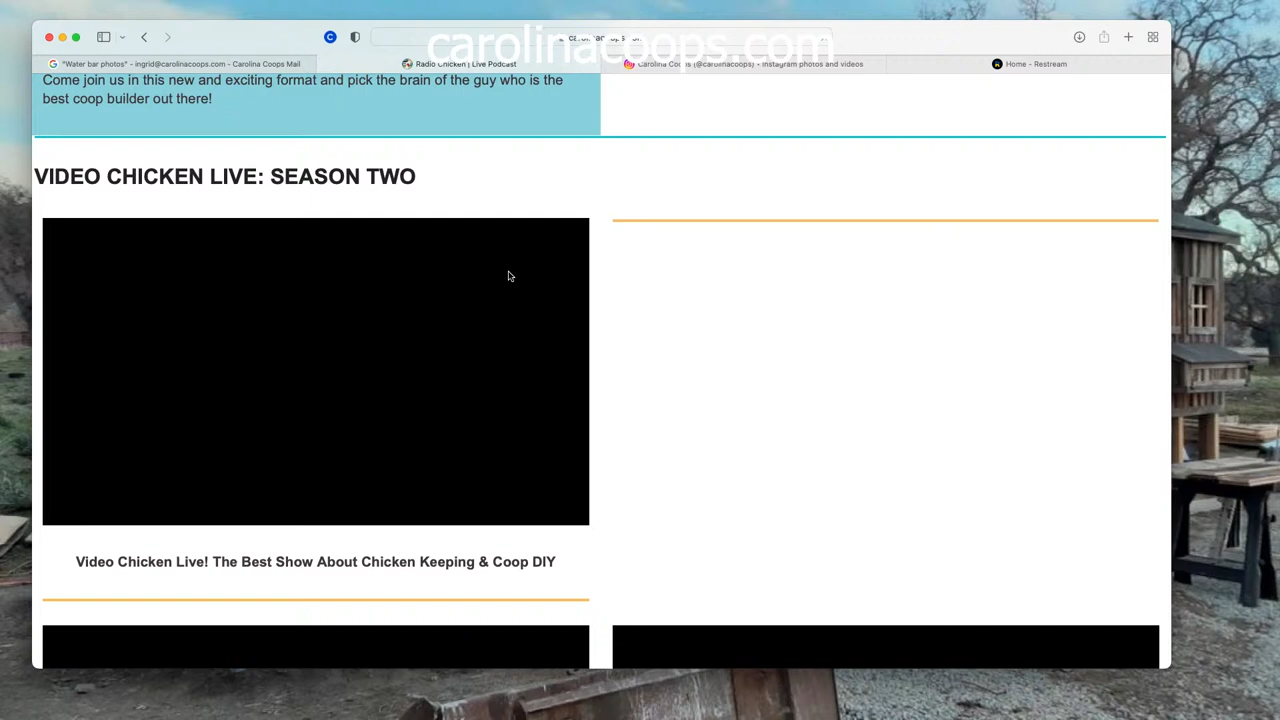 carolinacoops.com
"Water bar photos" - ingrid@carolinacoops.com - Carolina Coops Mail
Radio Chicken | Live Podcast
Carolina Coops (@carolinacoops) • Instagram photos and videos
Home - Restream
Come join us in this new and exciting format and pick the brain of the guy who is the
best coop builder out there!
VIDEO CHICKEN LIVE: SEASON TWO
Video Chicken Live! The Best Show About Chicken Keeping & Coop DIY